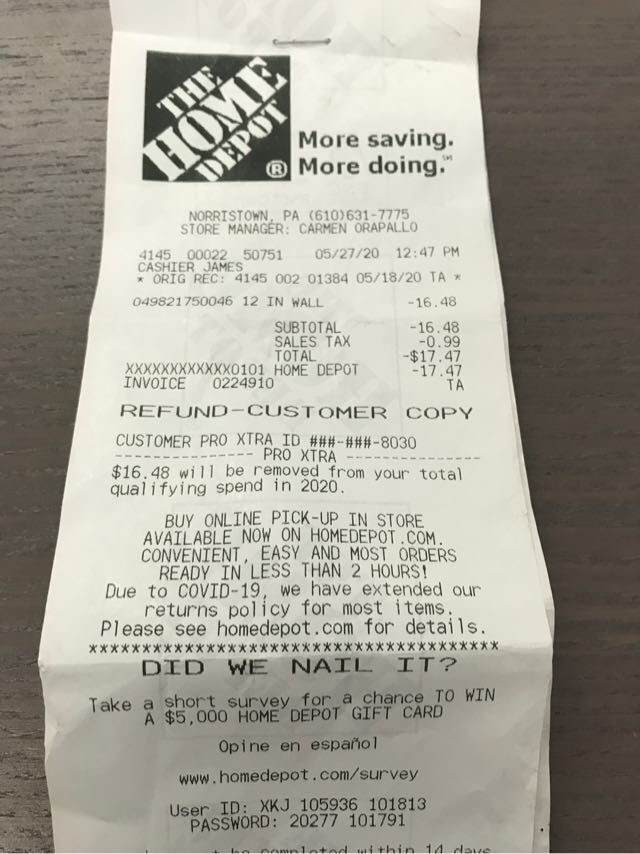 THE
HOME
DEPOT
®
More saving.
More doing.℠
NORRISTOWN, PA (610)631-7775
STORE MANAGER: CARMEN ORAPALLO
4145 00022 50751 05/27/20 12:47 PM
CASHIER JAMES
* ORIG REC: 4145 002 01384 05/18/20 TA *
049821750046 12 IN WALL -16.48
SUBTOTAL -16.48
SALES TAX -0.99
TOTAL -$17.47
XXXXXXXXXXXX0101 HOME DEPOT -17.47
INVOICE 0224910 TA
REFUND-CUSTOMER COPY
CUSTOMER PRO XTRA ID ###-###-8030
--------------- PRO XTRA ---------------
$16.48 will be removed from your total
qualifying spend in 2020.
BUY ONLINE PICK-UP IN STORE
AVAILABLE NOW ON HOMEDEPOT.COM.
CONVENIENT, EASY AND MOST ORDERS
READY IN LESS THAN 2 HOURS!
Due to COVID-19, we have extended our
returns policy for most items.
Please see homedepot.com for details.
****************************************
DID WE NAIL IT?
Take a short survey for a chance TO WIN
A $5,000 HOME DEPOT GIFT CARD
Opine en español
www.homedepot.com/survey
User ID: XKJ 105936 101813
PASSWORD: 20277 101791
be completed within 14 days